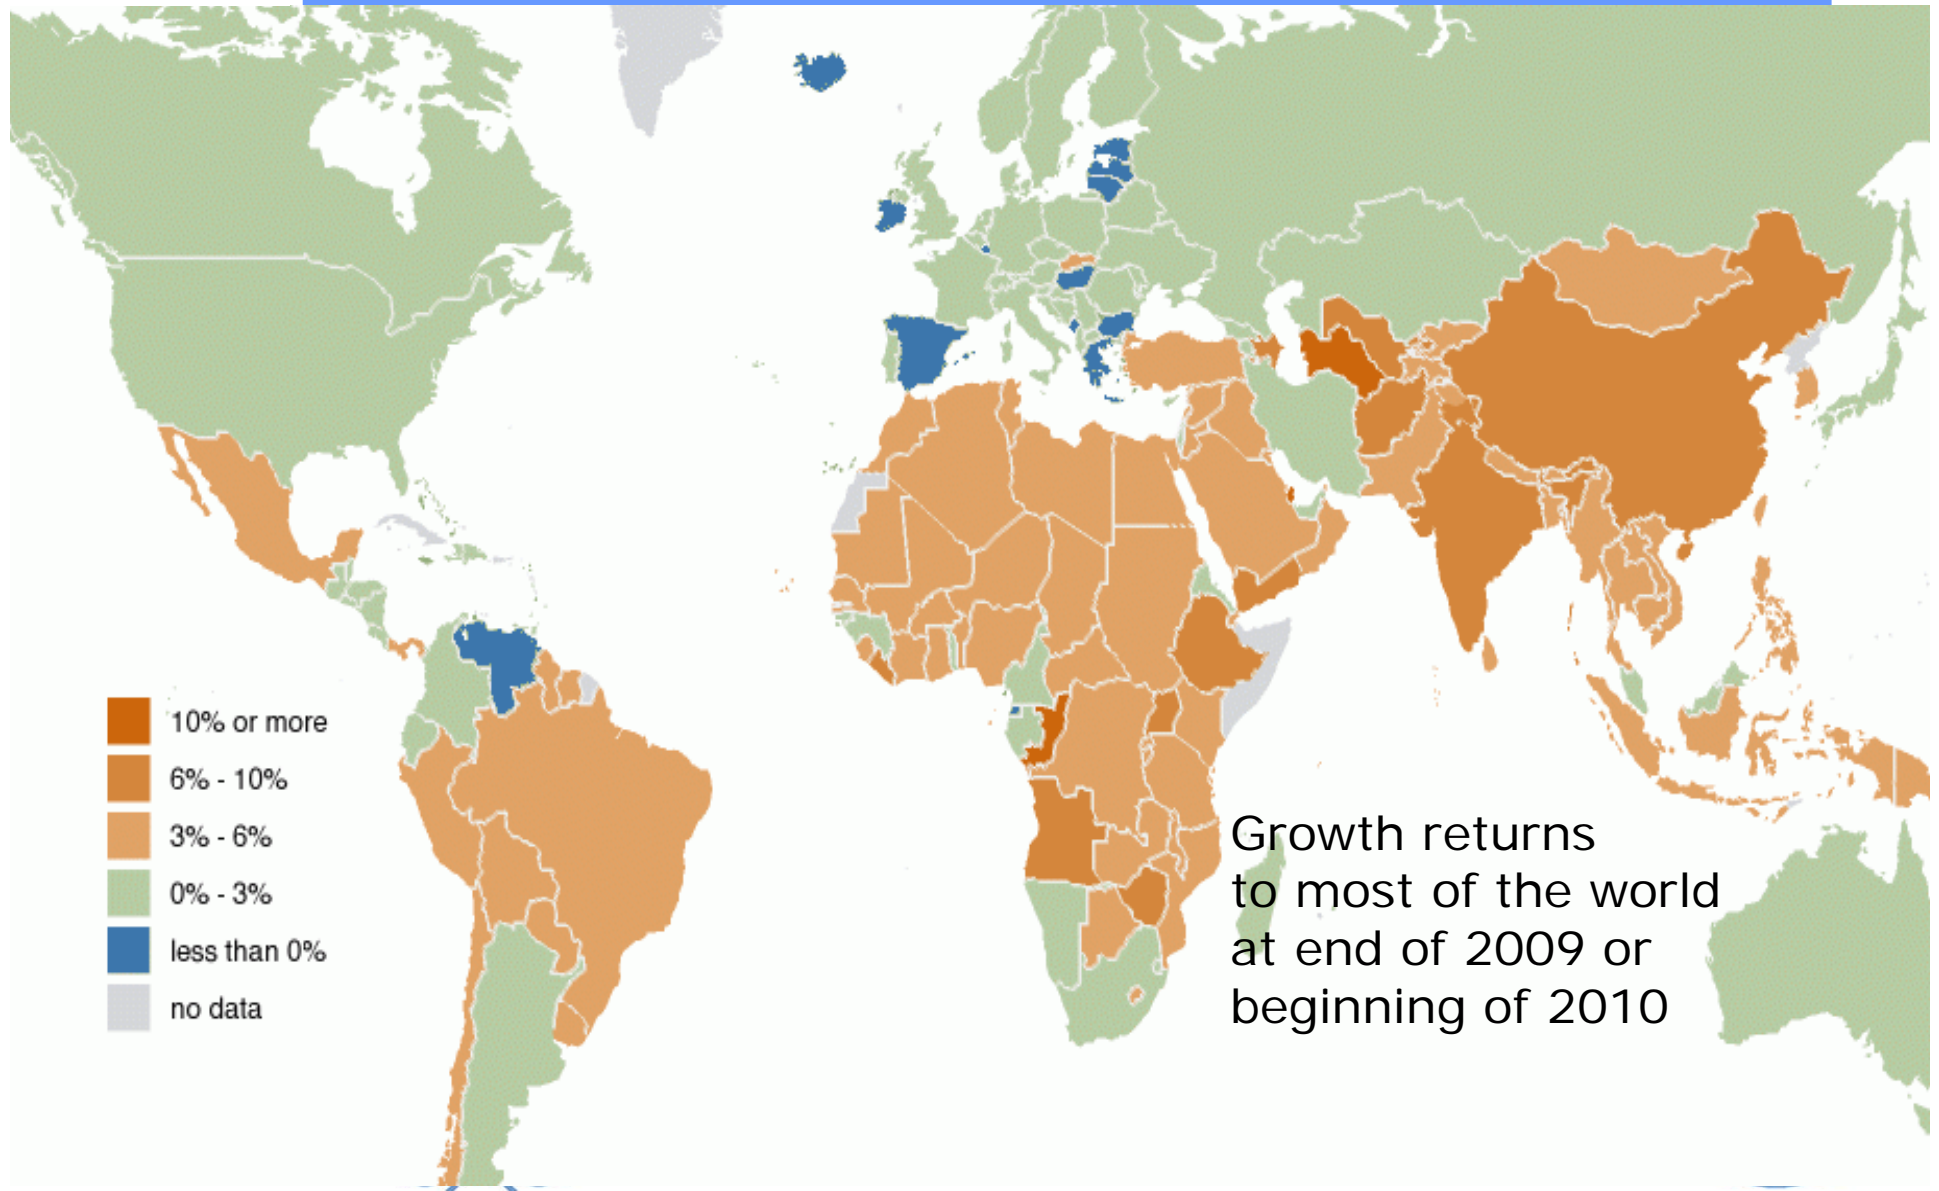 10% or more
6% - 10%
3% - 6%
0% - 3%
less than 0%
no data
Growth returns
to most of the world
at end of 2009 or
beginning of 2010